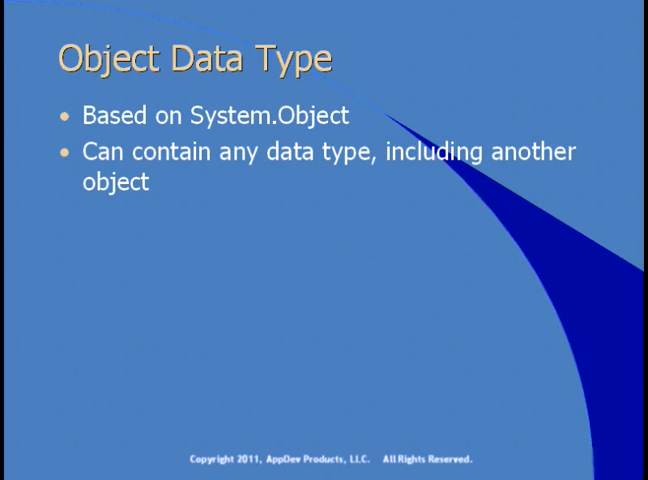 Object Data Type
• Based on System.Object
• Can contain any data type, including another
object
Copyright 2011, AppDev Products, LLC. All Rights Reserved.